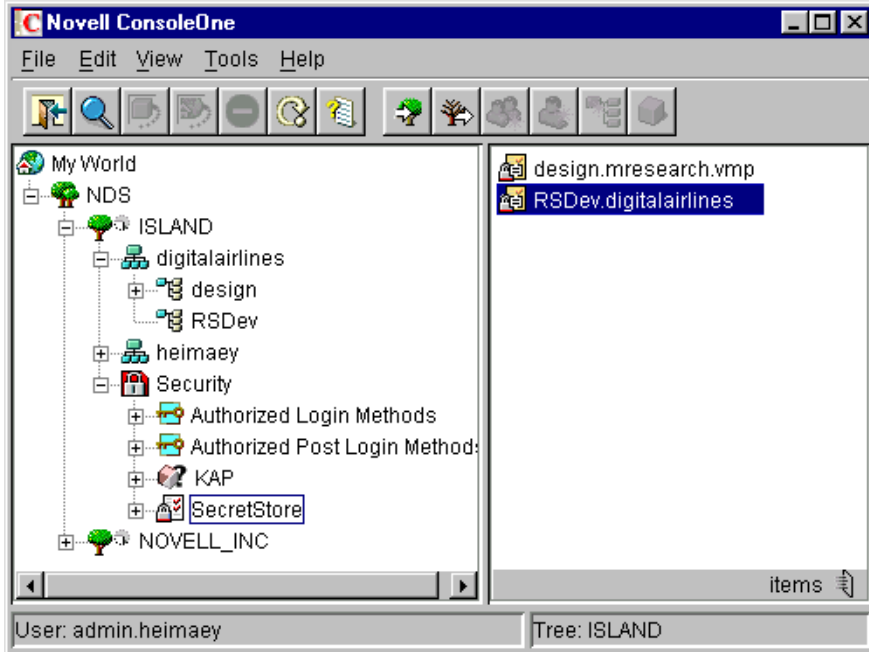 Novell ConsoleOne
File Edit View Tools Help
My World
NDS
ISLAND
digitalairlines
design
RSDev
heimaey
Security
Authorized Login Methods
Authorized Post Login Methods
KAP
SecretStore
NOVELL_INC
design.mresearch.vmp
RSDev.digitalairlines
items
User: admin.heimaey
Tree: ISLAND